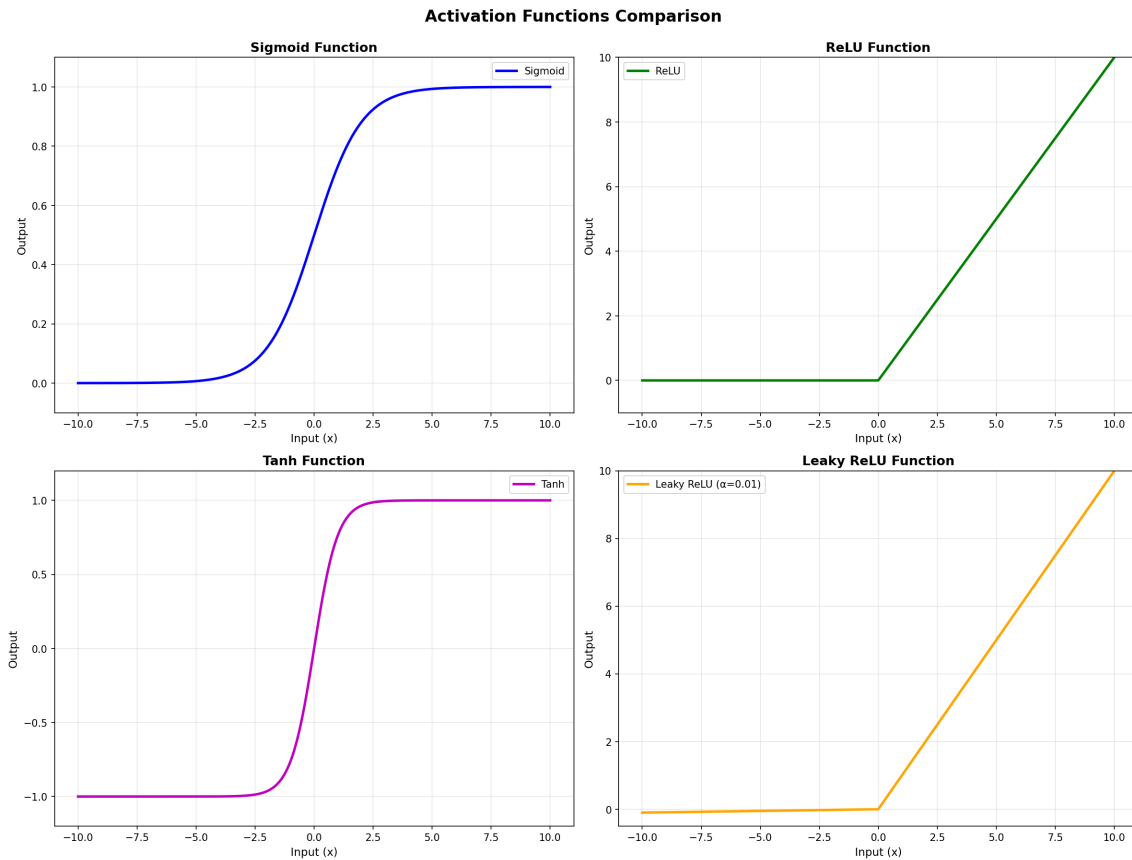 Activation Functions Comparison
Sigmoid Function
Sigmoid
Output
1.0
0.8
0.6
0.4
0.2
0.0
−10.0 −7.5 −5.0 −2.5 0.0 2.5 5.0 7.5 10.0
Input (x)
ReLU Function
ReLU
Output
10
8
6
4
2
0
−10.0 −7.5 −5.0 −2.5 0.0 2.5 5.0 7.5 10.0
Input (x)
Tanh Function
Tanh
Output
1.0
0.5
0.0
−0.5
−1.0
−10.0 −7.5 −5.0 −2.5 0.0 2.5 5.0 7.5 10.0
Input (x)
Leaky ReLU Function
Leaky ReLU (α=0.01)
Output
10
8
6
4
2
0
−10.0 −7.5 −5.0 −2.5 0.0 2.5 5.0 7.5 10.0
Input (x)